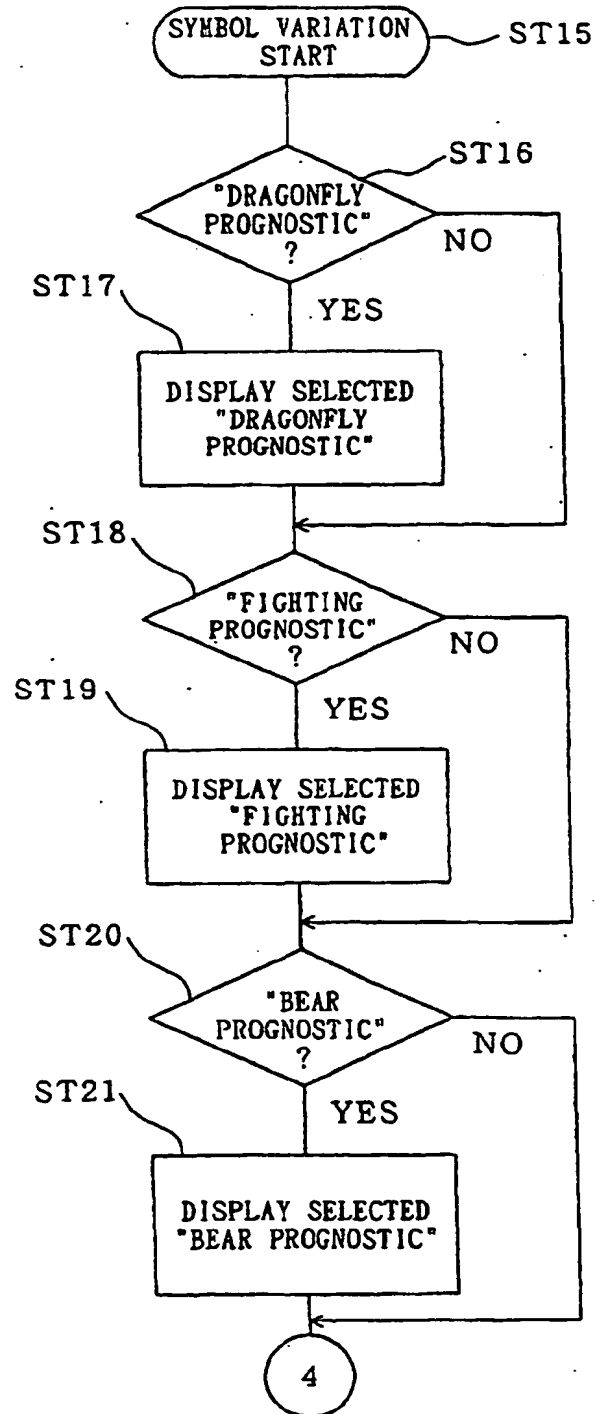 SYMBOL VARIATION
START
ST15
ST16
"DRAGONFLY
PROGNOSTIC"
?
NO
ST17
YES
DISPLAY SELECTED
"DRAGONFLY
PROGNOSTIC"
ST18
"FIGHTING
PROGNOSTIC"
?
NO
ST19
YES
DISPLAY SELECTED
"FIGHTING
PROGNOSTIC"
ST20
"BEAR
PROGNOSTIC"
?
NO
ST21
YES
DISPLAY SELECTED
"BEAR PROGNOSTIC"
4